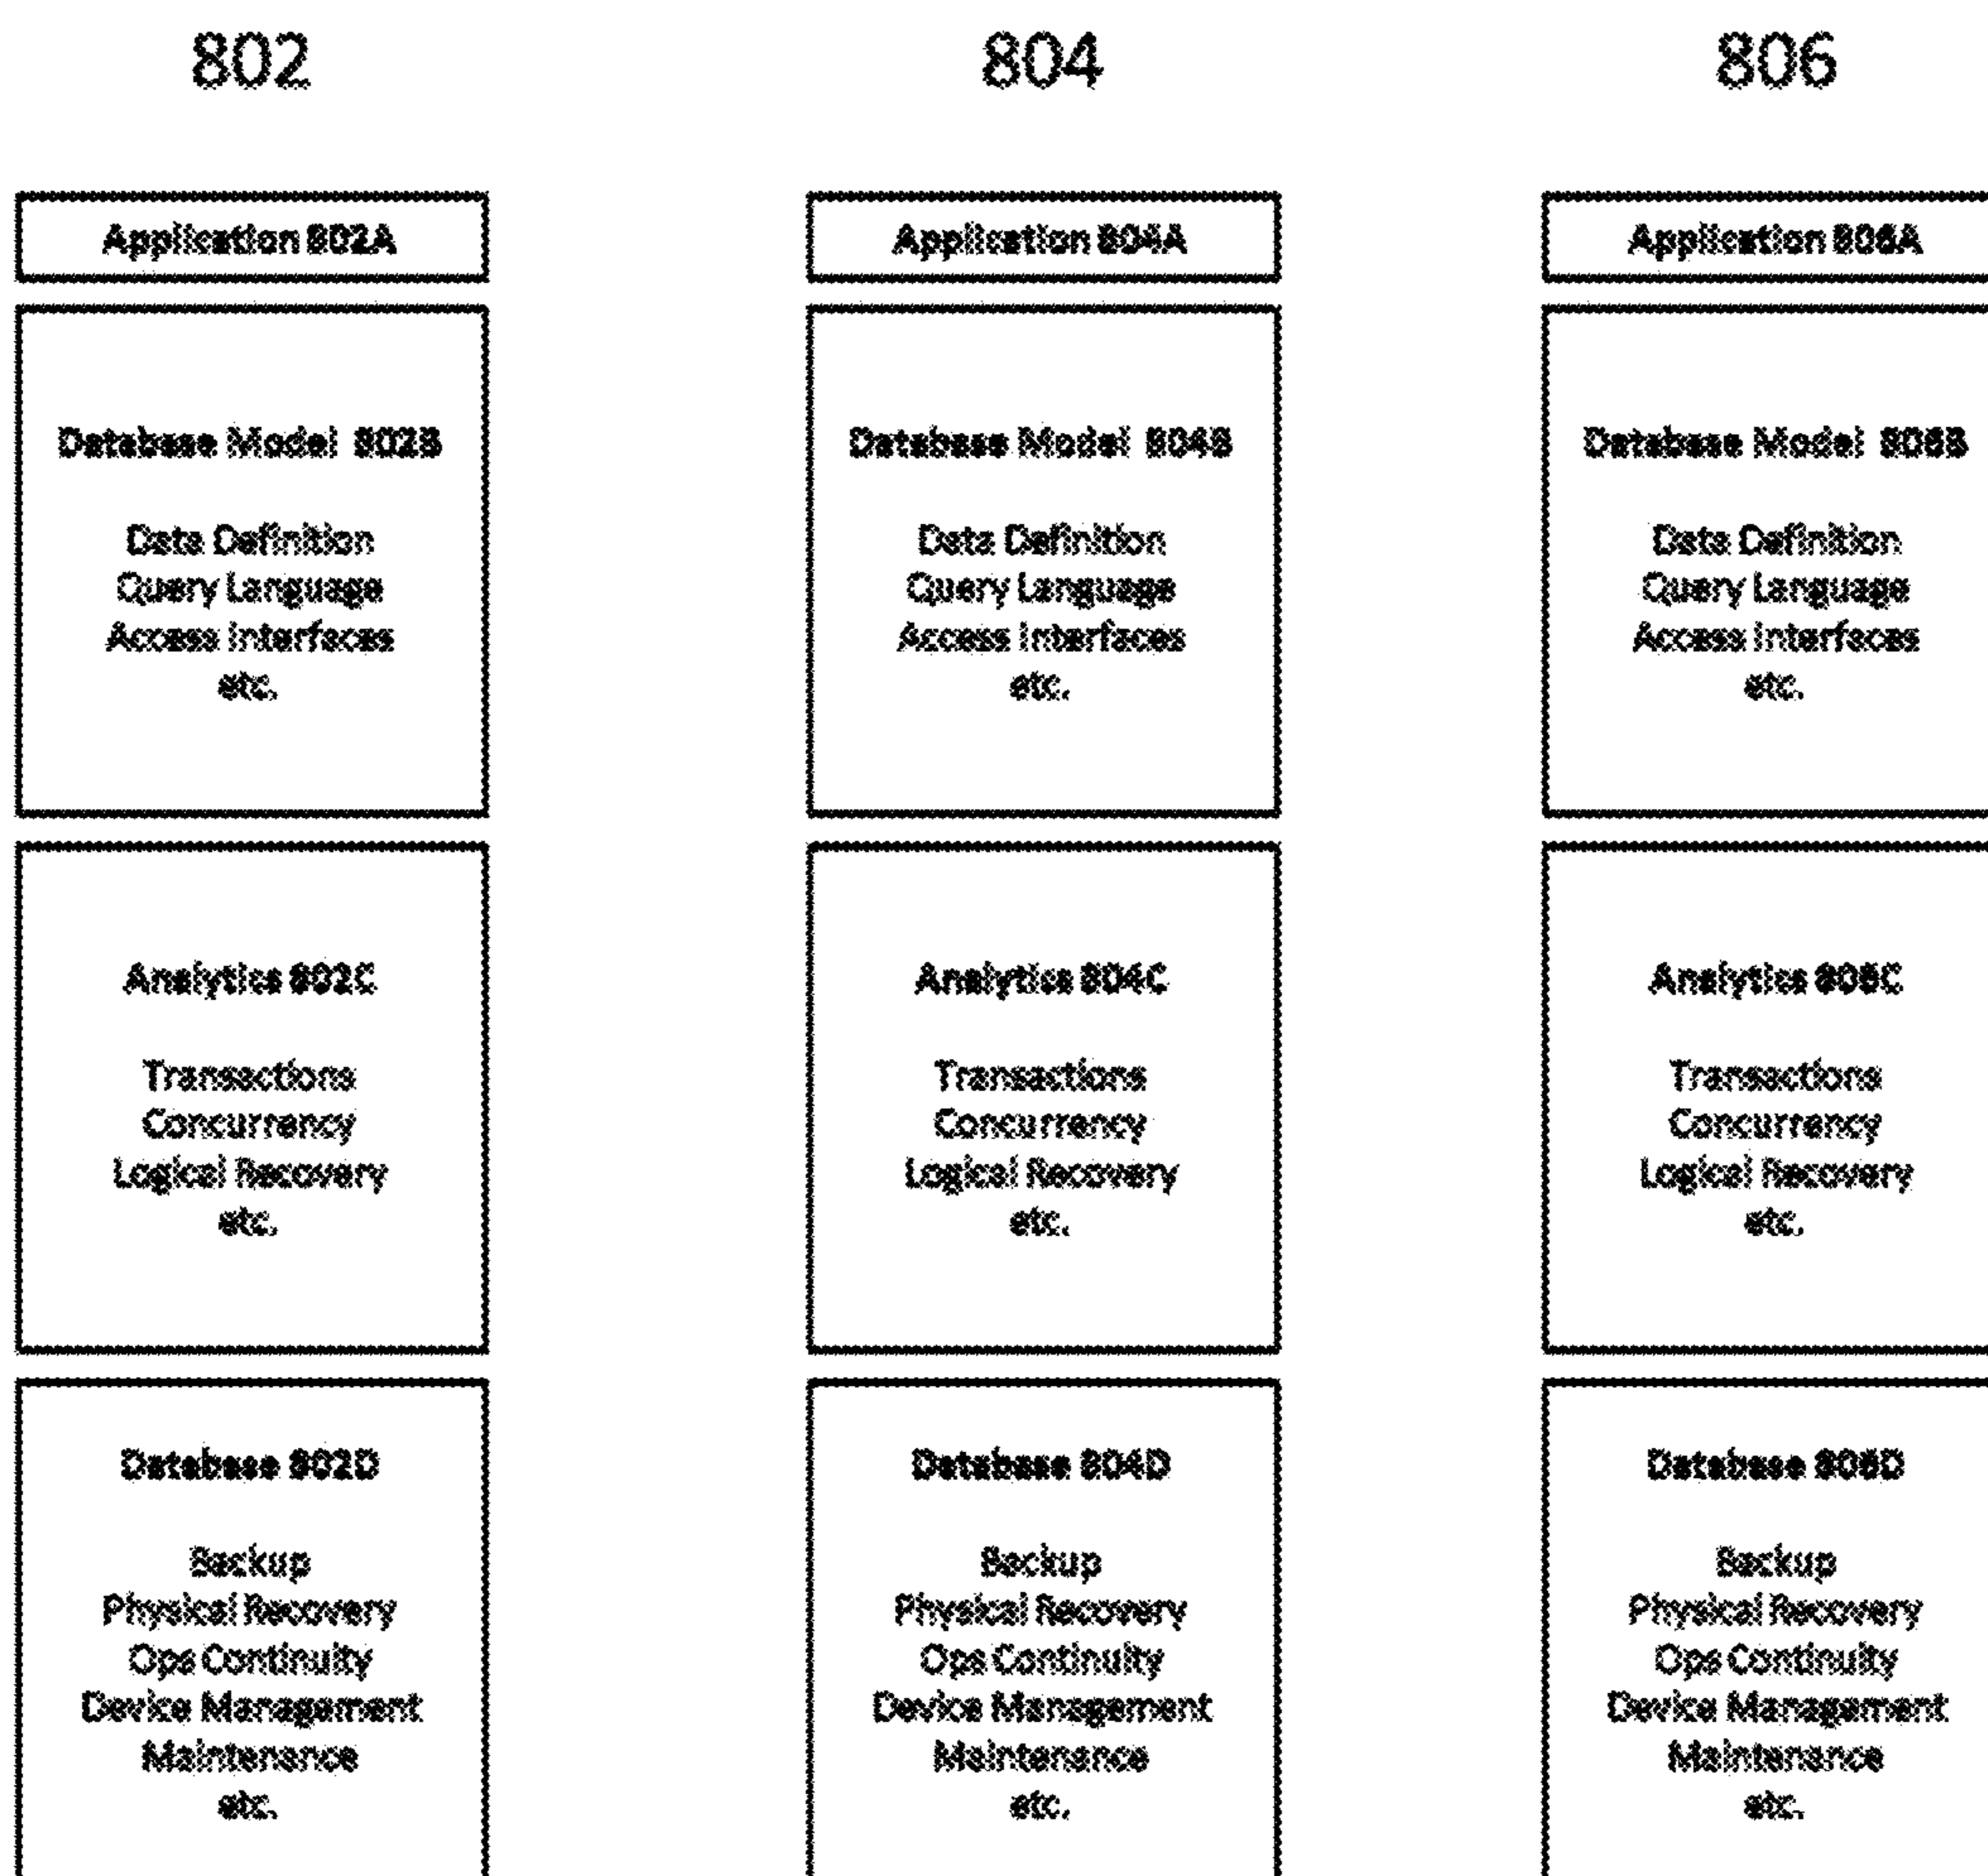 802
804
806
Application 802A
Application 804A
Application 806A
Database Model 802B
Data Definition
Query Language
Access Interfaces
etc.
Database Model 804B
Data Definition
Query Language
Access Interfaces
etc.
Database Model 806B
Data Definition
Query Language
Access Interfaces
etc.
Analytics 802C
Transactions
Concurrency
Logical Recovery
etc.
Analytics 804C
Transactions
Concurrency
Logical Recovery
etc.
Analytics 806C
Transactions
Concurrency
Logical Recovery
etc.
Database 802D
Backup
Physical Recovery
Ops Continuity
Device Management
Maintenance
etc.
Database 804D
Backup
Physical Recovery
Ops Continuity
Device Management
Maintenance
etc.
Database 806D
Backup
Physical Recovery
Ops Continuity
Device Management
Maintenance
etc.